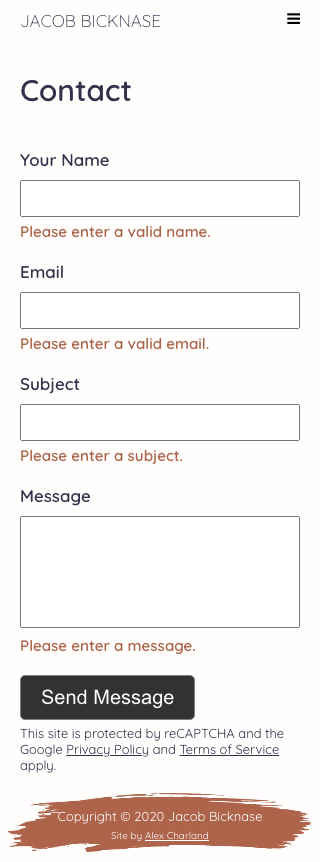 JACOB BICKNASE
Contact
Your Name
Please enter a valid name.
Email
Please enter a valid email.
Subject
Please enter a subject.
Message
Please enter a message.
Send Message
This site is protected by reCAPTCHA and the
Google Privacy Policy and Terms of Service
apply.
Copyright © 2020 Jacob Bicknase
Site by Alex Charland